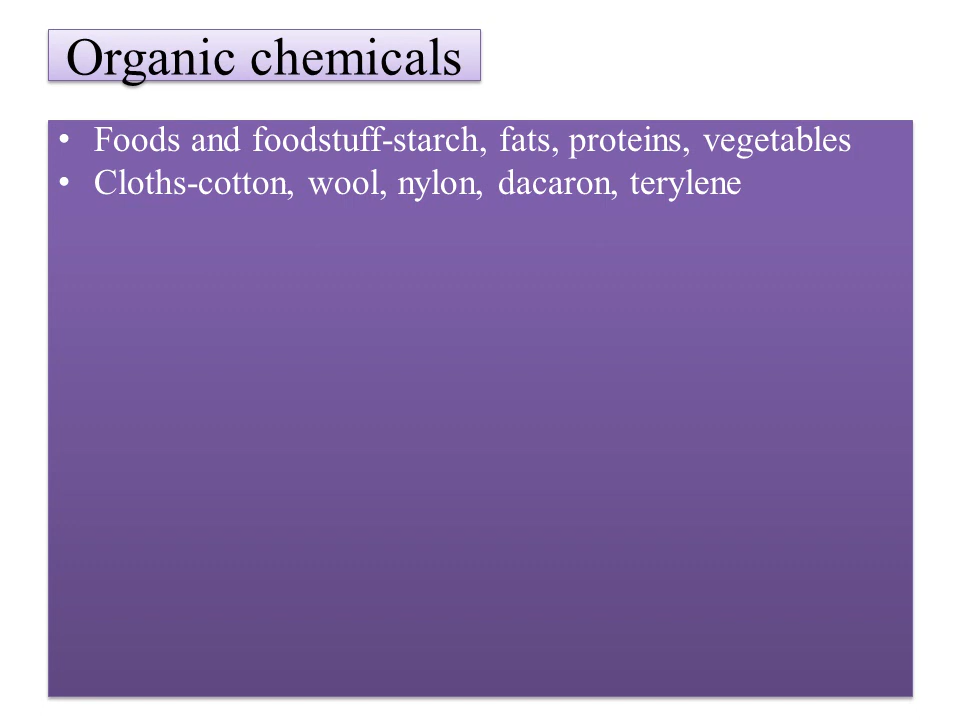 Organic chemicals
• Foods and foodstuff-starch, fats, proteins, vegetables
• Cloths-cotton, wool, nylon, dacaron, terylene